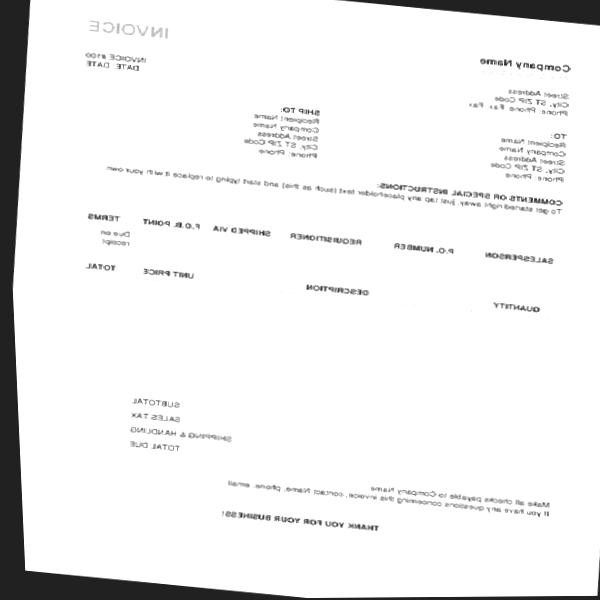 INVOICE
Company Name
INVOICE #100
DATE DATE
Street Address
City, ST ZIP Code
Phone: Phone Fax: Fax
TO:
Recipient Name
Company Name
Street Address
City, ST ZIP Code
Phone: Phone
SHIP TO:
Recipient Name
Company Name
Street Address
City, ST ZIP Code
Phone: Phone
COMMENTS OR SPECIAL INSTRUCTIONS:
To get started right away, just tap any placeholder text (such as this) and start typing to replace it with your own
SALESPERSON P.O. NUMBER REQUISITIONER SHIPPED VIA F.O.B. POINT TERMS
Due on
receipt
QUANTITY DESCRIPTION UNIT PRICE TOTAL
SUBTOTAL
SALES TAX
SHIPPING & HANDLING
TOTAL DUE
Make all checks payable to Company Name
If you have any questions concerning this invoice, contact: Name, phone, email
THANK YOU FOR YOUR BUSINESS!